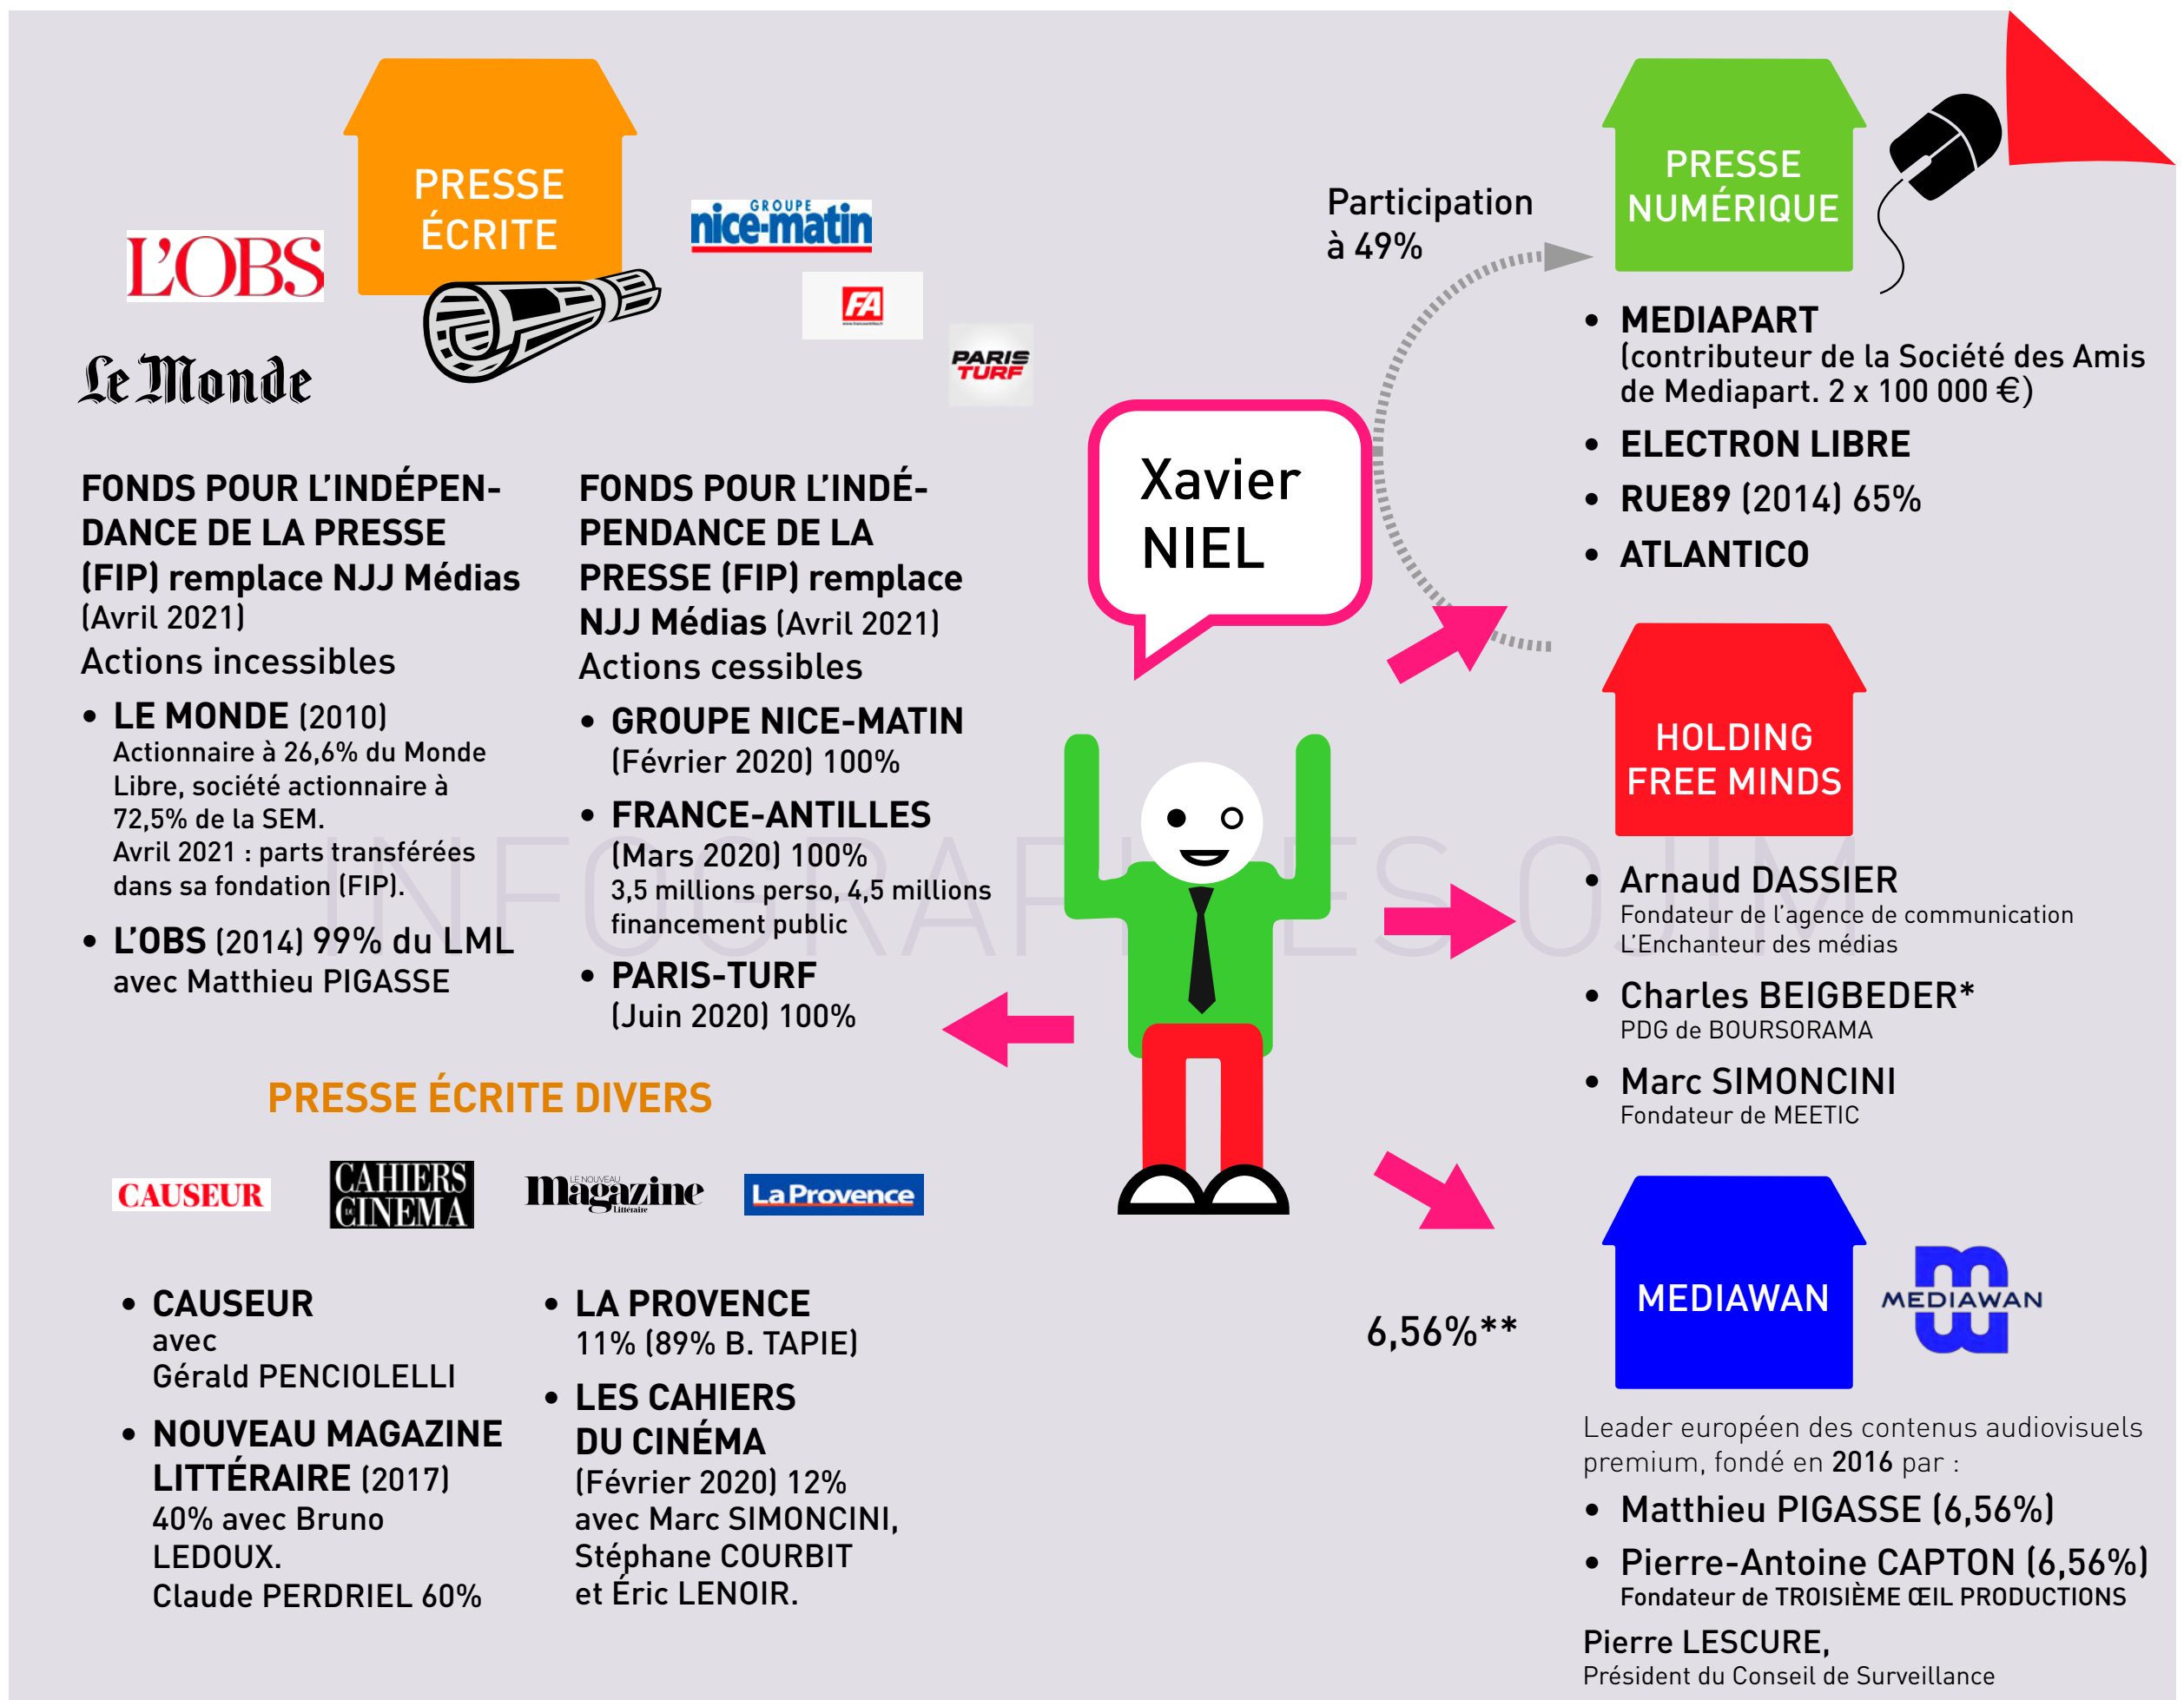 PRESSE
ÉCRITE
L'OBS
Le Monde
GROUPE
nice-matin
FA
PARIS
TURF
FONDS POUR L'INDÉPEN-
DANCE DE LA PRESSE
(FIP) remplace NJJ Médias
(Avril 2021)
Actions incessibles
• LE MONDE (2010)
Actionnaire à 26,6% du Monde
Libre, société actionnaire à
72,5% de la SEM.
Avril 2021 : parts transférées
dans sa fondation (FIP).
• L'OBS (2014) 99% du LML
avec Matthieu PIGASSE
FONDS POUR L'INDÉ-
PENDANCE DE LA
PRESSE (FIP) remplace
NJJ Médias (Avril 2021)
Actions cessibles
• GROUPE NICE-MATIN
(Février 2020) 100%
• FRANCE-ANTILLES
(Mars 2020) 100%
3,5 millions perso, 4,5 millions
financement public
• PARIS-TURF
(Juin 2020) 100%
PRESSE ÉCRITE DIVERS
CAUSEUR
CAHIERS
DU
CINEMA
LE NOUVEAU
magazine
Littéraire
La Provence
• CAUSEUR
avec
Gérald PENCIOLELLI
• NOUVEAU MAGAZINE
LITTÉRAIRE (2017)
40% avec Bruno
LEDOUX.
Claude PERDRIEL 60%
• LA PROVENCE
11% (89% B. TAPIE)
• LES CAHIERS
DU CINÉMA
(Février 2020) 12%
avec Marc SIMONCINI,
Stéphane COURBIT
et Éric LENOIR.
Xavier
NIEL
Participation
à 49%
PRESSE
NUMÉRIQUE
• MEDIAPART
(contributeur de la Société des Amis
de Mediapart. 2 x 100 000 €)
• ELECTRON LIBRE
• RUE89 (2014) 65%
• ATLANTICO
HOLDING
FREE MINDS
• Arnaud DASSIER
Fondateur de l'agence de communication
L'Enchanteur des médias
• Charles BEIGBEDER*
PDG de BOURSORAMA
• Marc SIMONCINI
Fondateur de MEETIC
6,56%**
MEDIAWAN
MEDIAWAN
Leader européen des contenus audiovisuels
premium, fondé en 2016 par :
• Matthieu PIGASSE (6,56%)
• Pierre-Antoine CAPTON (6,56%)
Fondateur de TROISIÈME ŒIL PRODUCTIONS
Pierre LESCURE,
Président du Conseil de Surveillance
INFOGRAPHIES OJIM